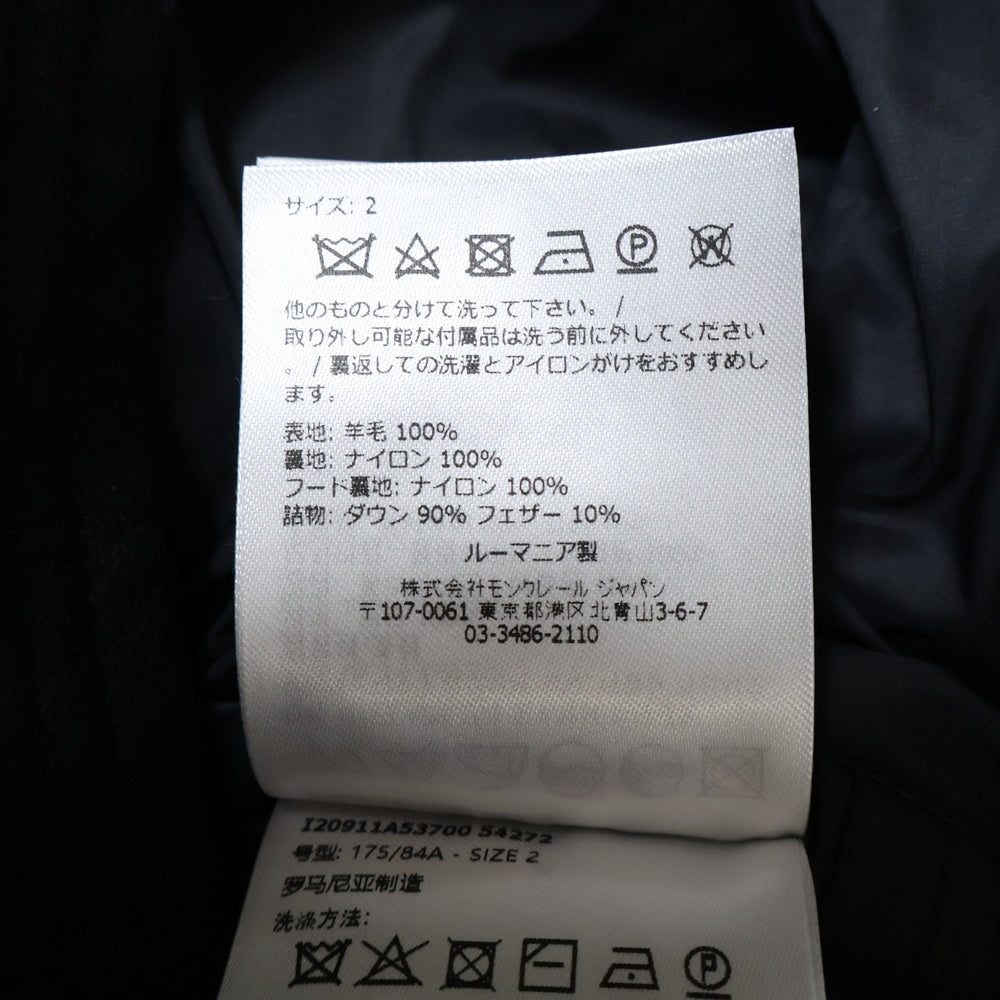 サイズ: 2
他のものと分けて洗って下さい。 /
取り外し可能な付属品は洗う前に外してください
。 / 裏返しての洗濯とアイロンがけをおすすめし
ます。
表地: 羊毛 100%
裏地: ナイロン 100%
フード裏地: ナイロン 100%
詰物: ダウン 90% フェザー 10%
ルーマニア製
株式会社モンクレール ジャパン
〒107-0061 東京都港区北青山3-6-7
03-3486-2110
I20911A53700 54272
号型: 175/84A - SIZE 2
罗马尼亚制造
洗涤方法: